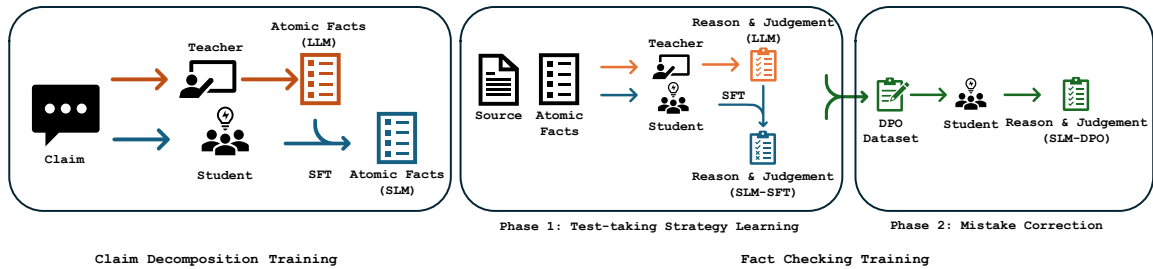 Claim
Teacher
Student
Atomic Facts
(LLM)
SFT
Atomic Facts
(SLM)
Claim Decomposition Training
Source
Atomic
Facts
Teacher
Student
Reason & Judgement
(LLM)
SFT
Reason & Judgement
(SLM-SFT)
Phase 1: Test-taking Strategy Learning
DPO
Dataset
Student
Reason & Judgement
(SLM-DPO)
Phase 2: Mistake Correction
Fact Checking Training